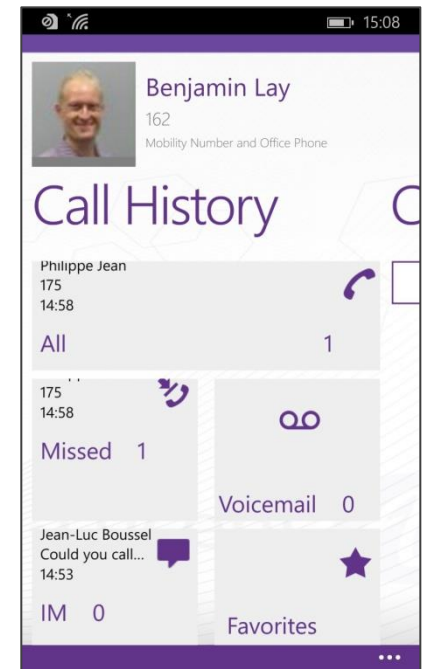 15:08
Benjamin Lay
162
Mobility Number and Office Phone
Call History
Philippe Jean
175
14:58
All 1
175
14:58
Missed 1
Voicemail 0
Jean-Luc Boussel
Could you call...
14:53
IM 0
Favorites
...